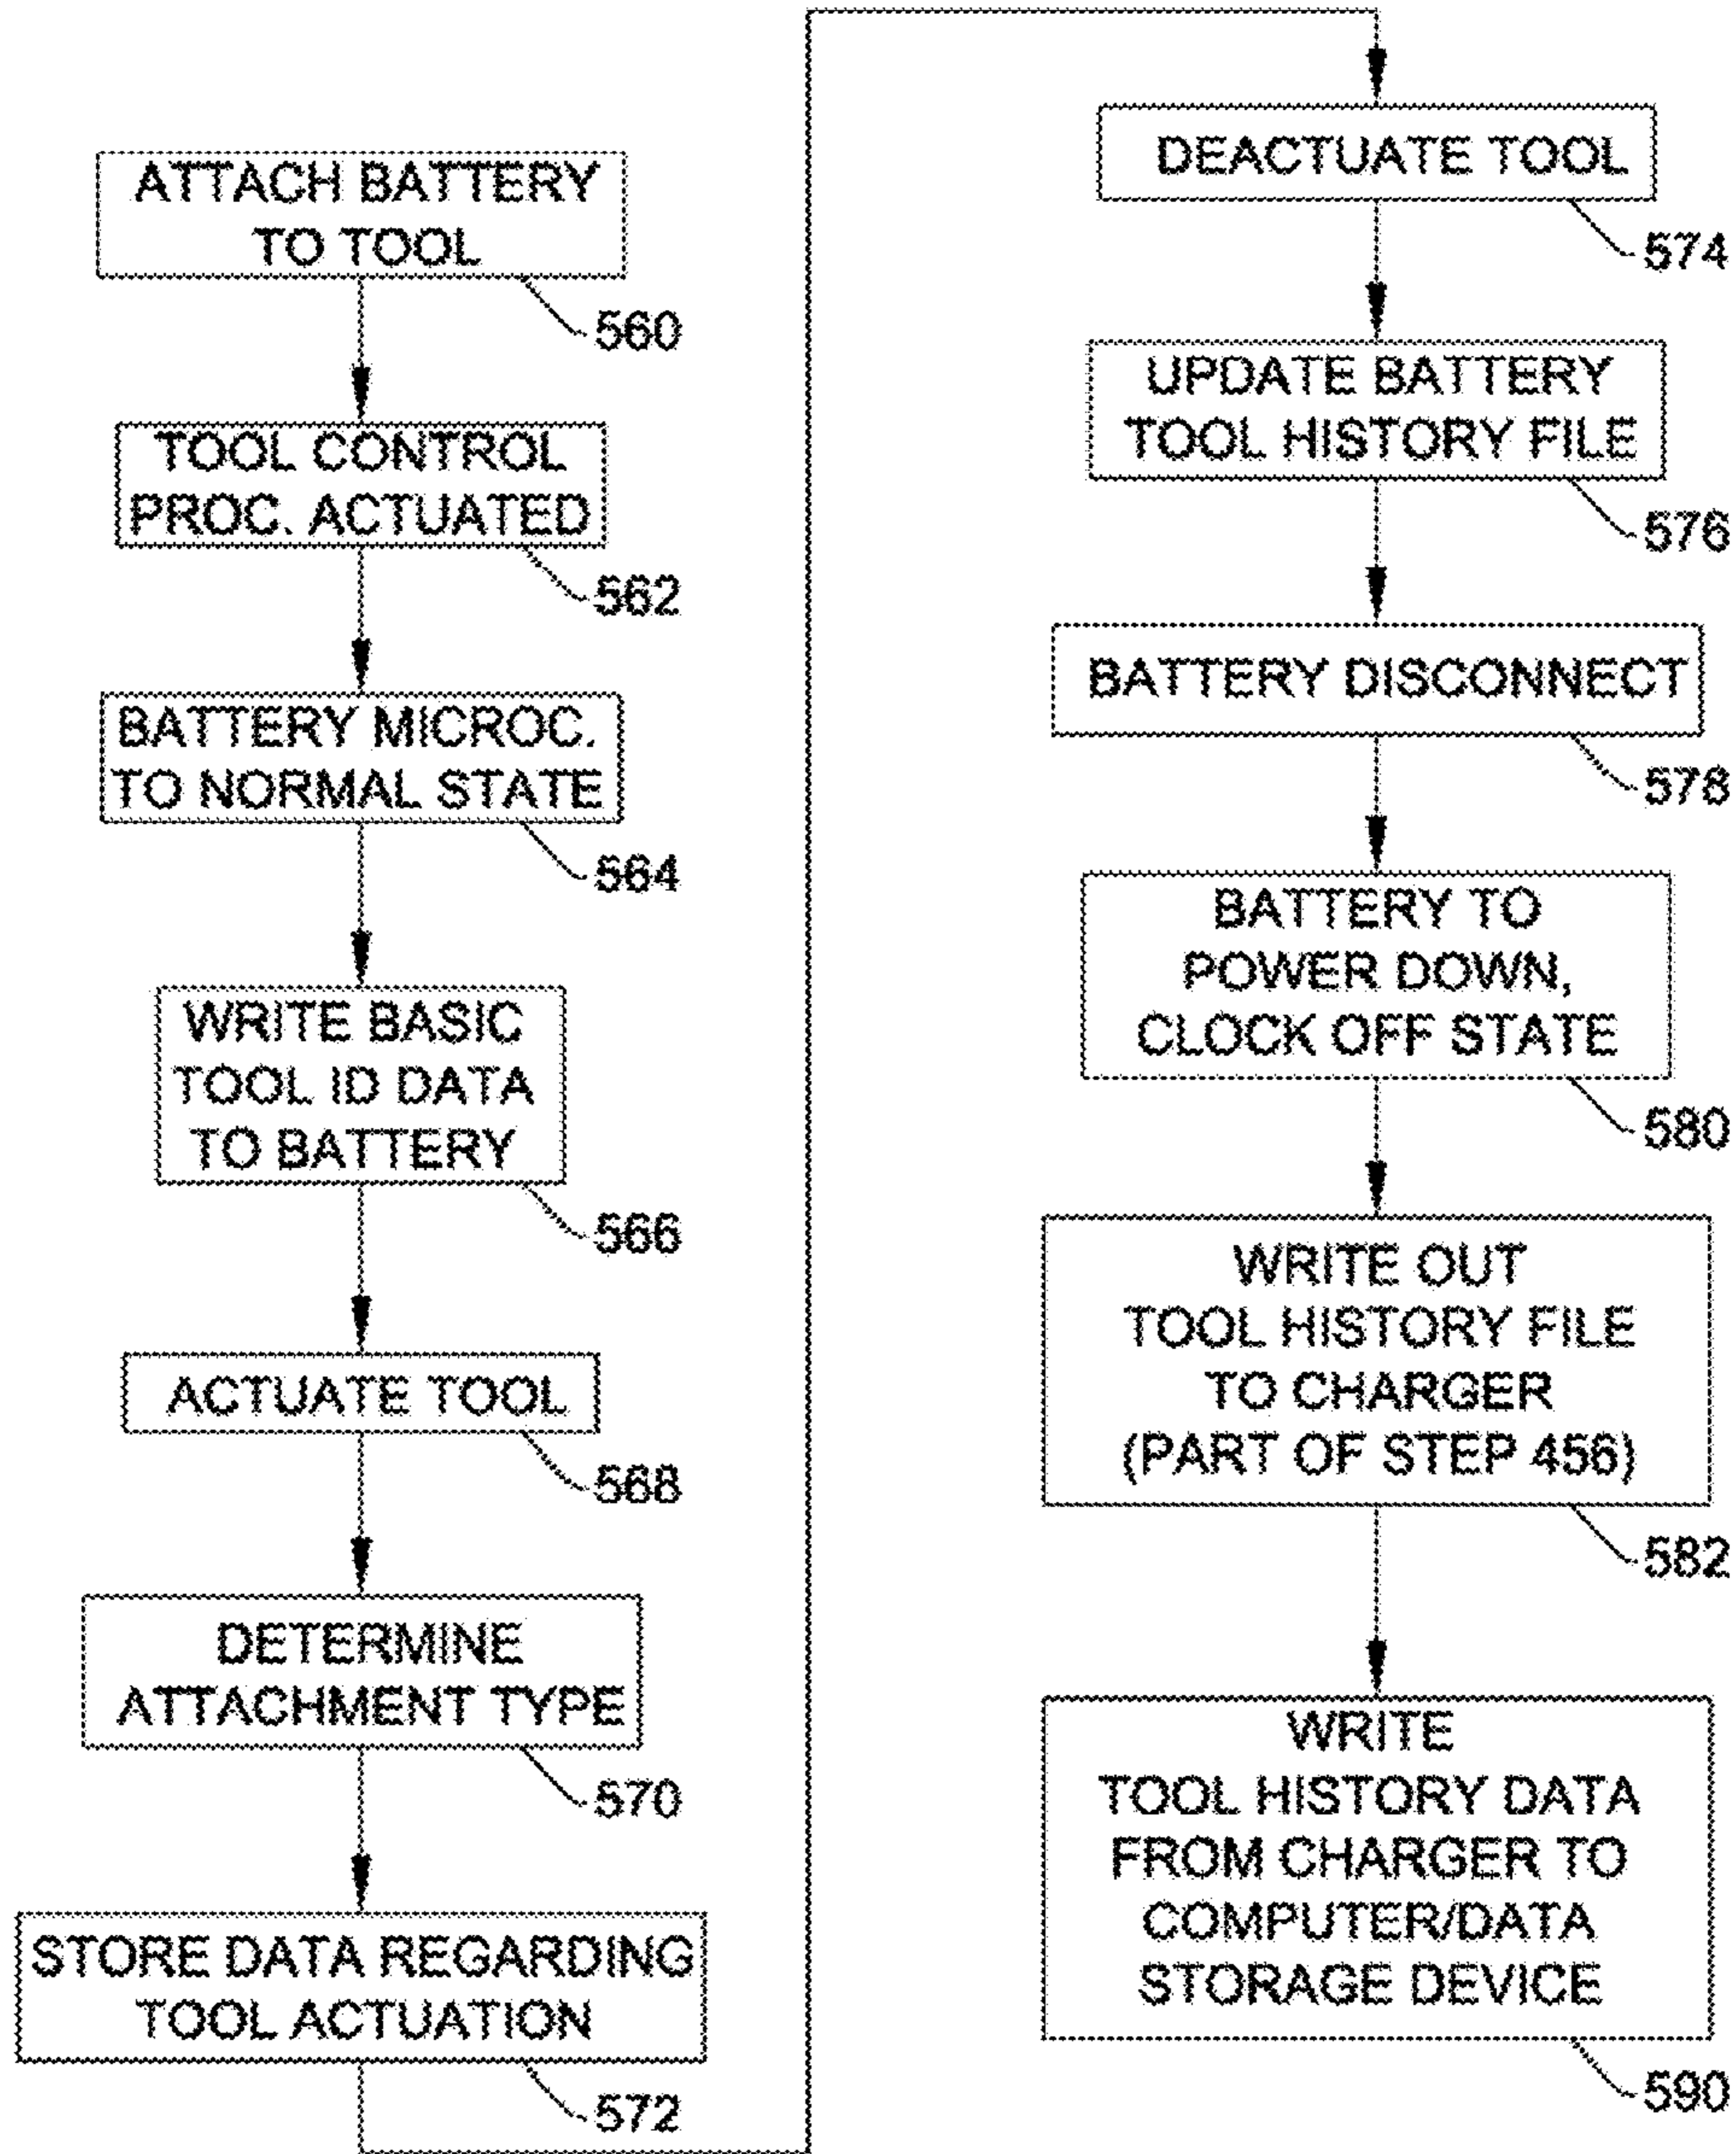 ATTACH BATTERY
TO TOOL
560
TOOL CONTROL
PROC. ACTUATED
562
BATTERY MICROC.
TO NORMAL STATE
564
WRITE BASIC
TOOL ID DATA
TO BATTERY
566
ACTUATE TOOL
568
DETERMINE
ATTACHMENT TYPE
570
STORE DATA REGARDING
TOOL ACTUATION
572
DEACTUATE TOOL
574
UPDATE BATTERY
TOOL HISTORY FILE
576
BATTERY DISCONNECT
578
BATTERY TO
POWER DOWN,
CLOCK OFF STATE
580
WRITE OUT
TOOL HISTORY FILE
TO CHARGER
(PART OF STEP 456)
582
WRITE
TOOL HISTORY DATA
FROM CHARGER TO
COMPUTER/DATA
STORAGE DEVICE
590